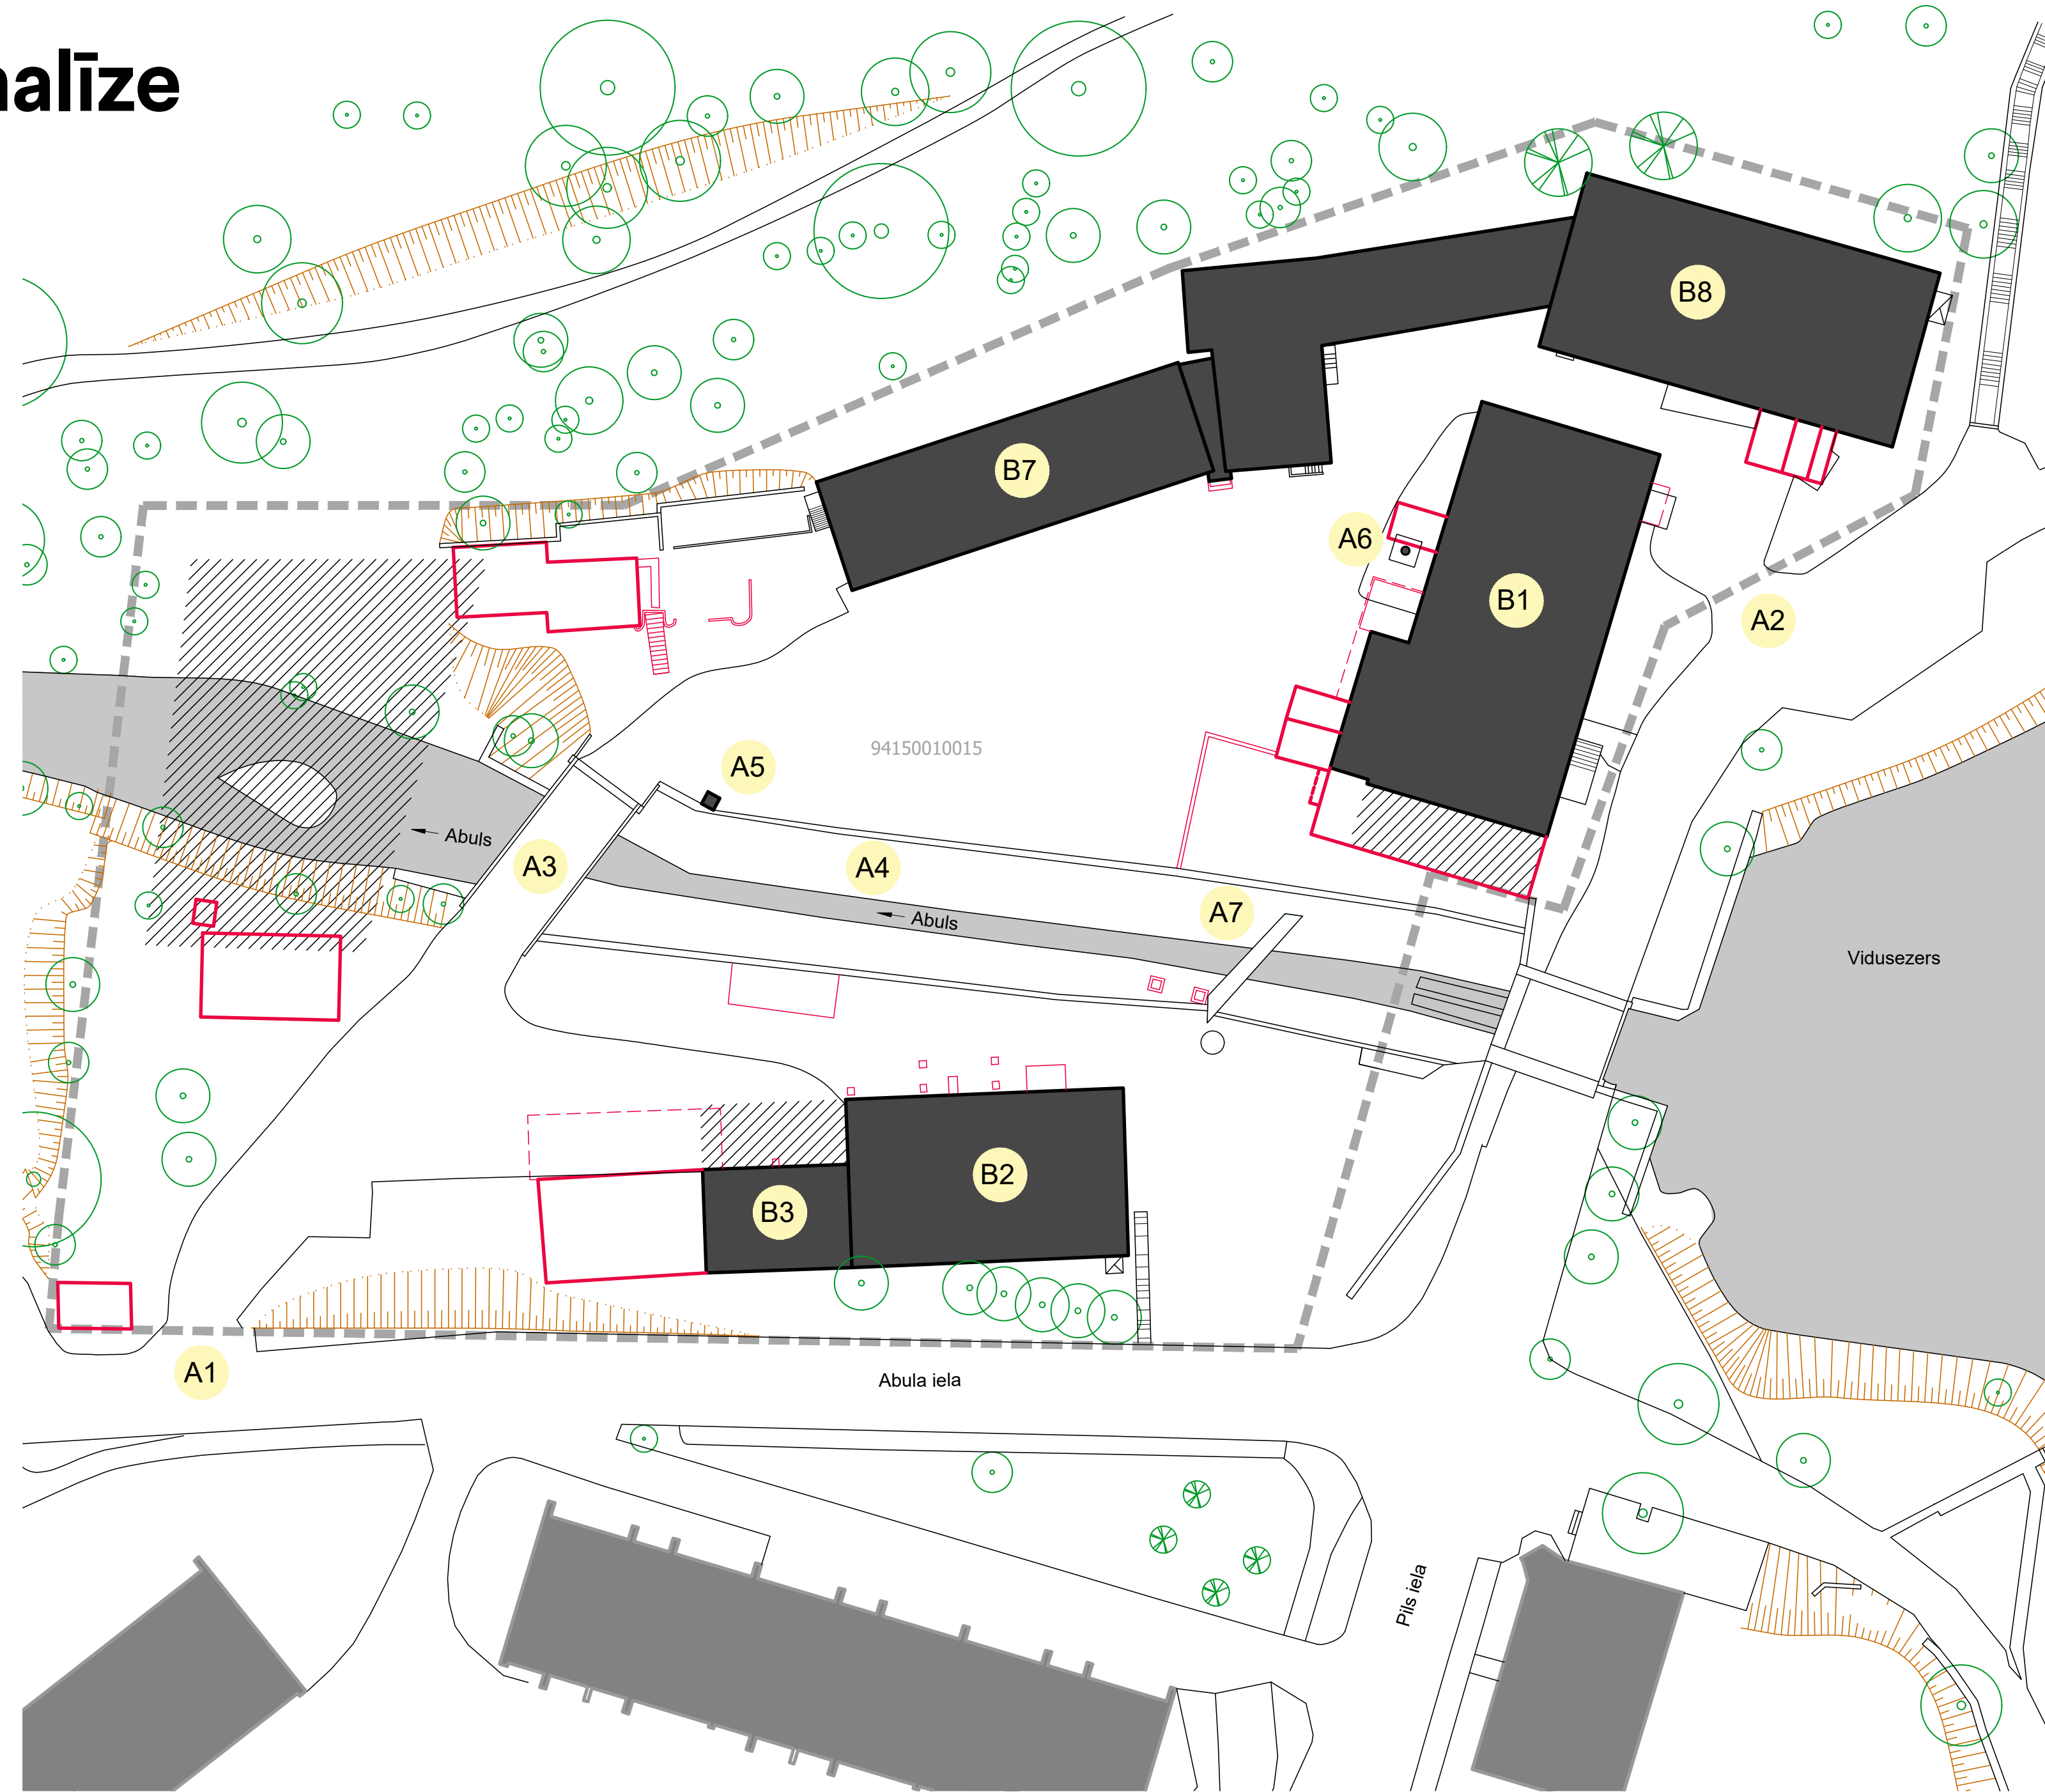 nalīze
B8
B7
A6
B1
A2
94150010015
A5
Abuls
A3
A4
A7
Abuls
Vidusezers
B2
B3
A1
Abula iela
Pils iela